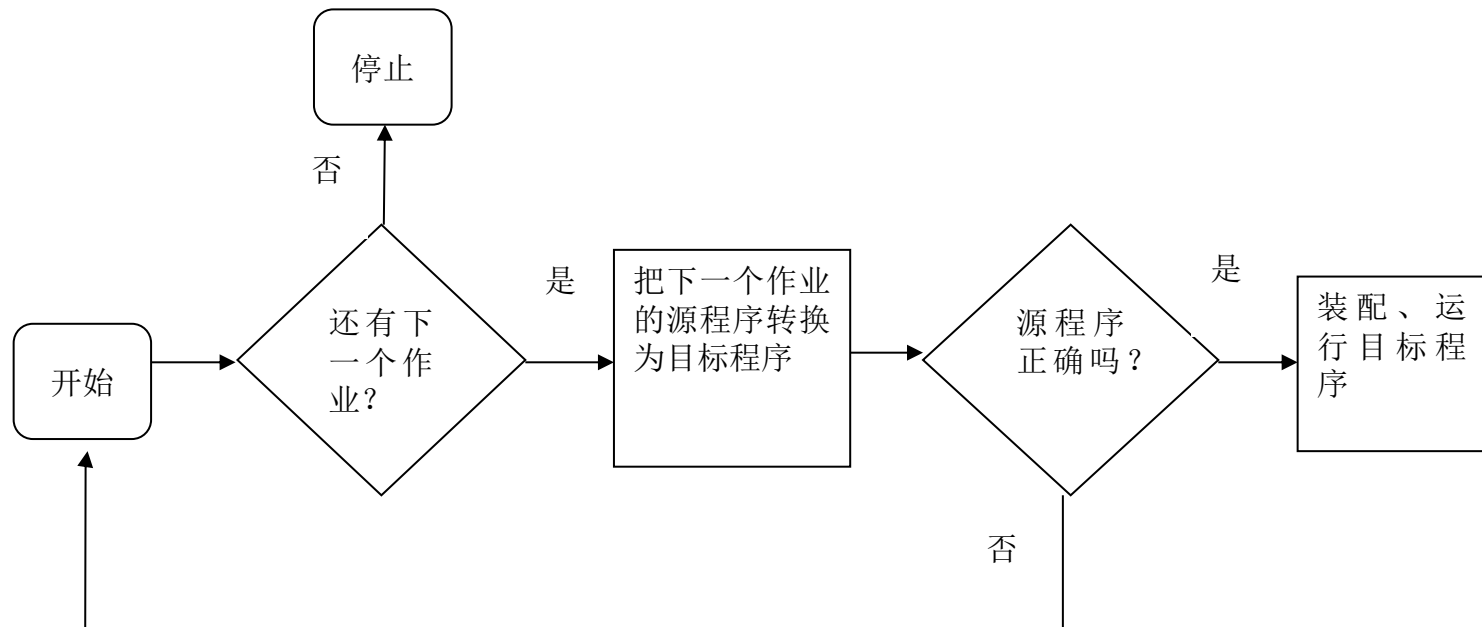 停止
否
还有下
一个作
业？
开始
是
把下一个作业
的源程序转换
为目标程序
源程序
正确吗？
是
装配、运
行目标程
序
否